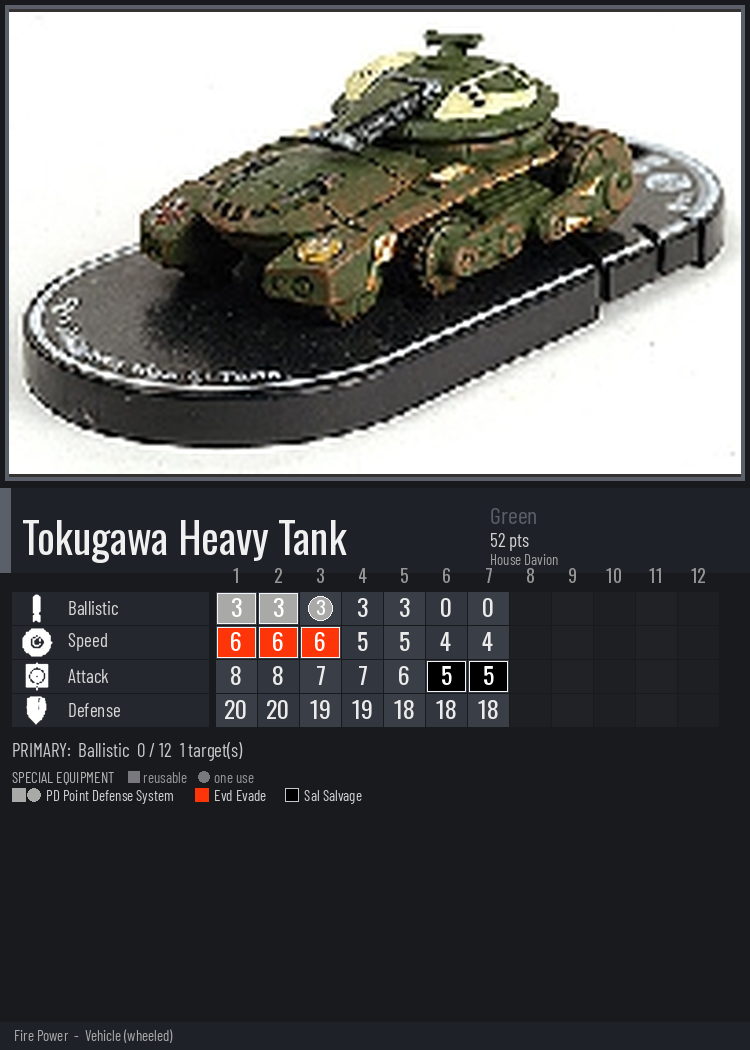 Tank
Tokugawa Heavy Tank
Green
52 pts
House Davion
1 2 3 4 5 6 7 8 9 10 11 12
Ballistic 3 3 3 3 3 0 0
Speed 6 6 6 5 5 4 4
Attack 8 8 7 7 6 5 5
Defense 20 20 19 19 18 18 18
PRIMARY: Ballistic 0 / 12 1 target(s)
SPECIAL EQUIPMENT reusable one use
PD Point Defense System Evd Evade Sal Salvage
Fire Power - Vehicle (wheeled)